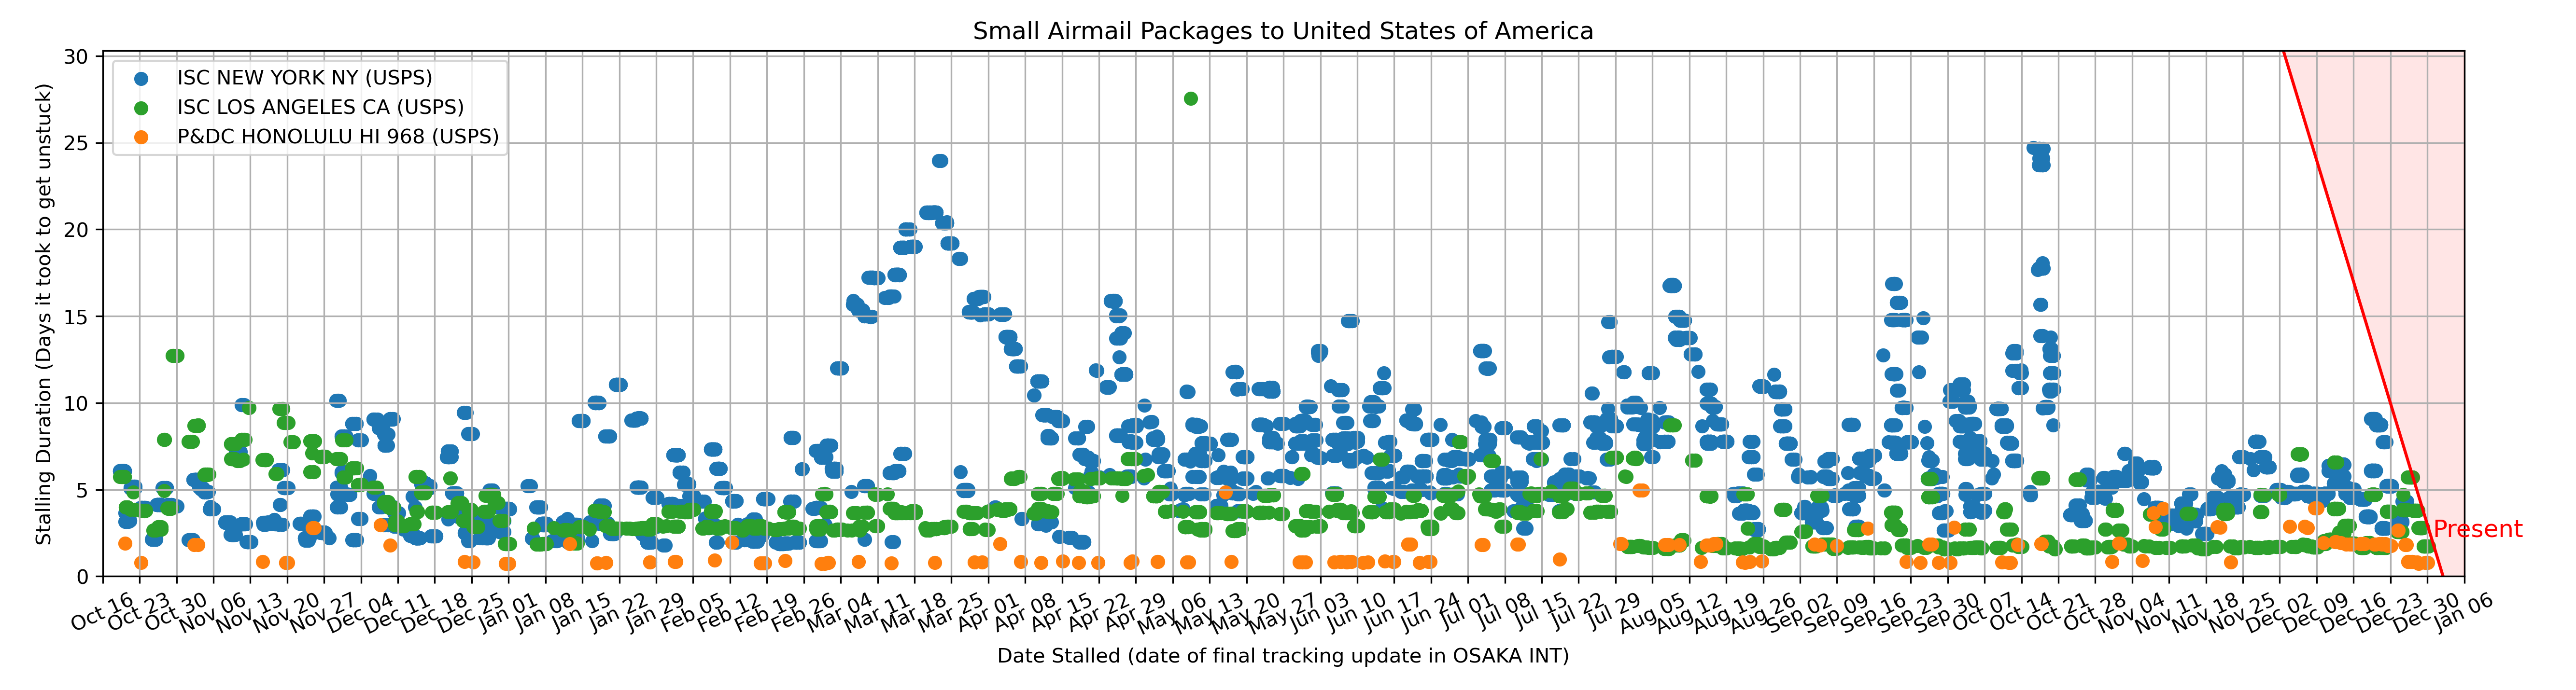 Small Airmail Packages to United States of America
ISC NEW YORK NY (USPS)
ISC LOS ANGELES CA (USPS)
P&DC HONOLULU HI 968 (USPS)
Stalling Duration (Days it took to get unstuck)
30
25
20
15
10
5
0
Present
Oct 16
Oct 23
Oct 30
Nov 06
Nov 13
Nov 20
Nov 27
Dec 04
Dec 11
Dec 18
Dec 25
Jan 01
Jan 08
Jan 15
Jan 22
Jan 29
Feb 05
Feb 12
Feb 19
Feb 26
Mar 04
Mar 11
Mar 18
Mar 25
Apr 01
Apr 08
Apr 15
Apr 22
Apr 29
May 06
May 13
May 20
May 27
Jun 03
Jun 10
Jun 17
Jun 24
Jul 01
Jul 08
Jul 15
Jul 22
Jul 29
Aug 05
Aug 12
Aug 19
Aug 26
Sep 02
Sep 09
Sep 16
Sep 23
Sep 30
Oct 07
Oct 14
Oct 21
Oct 28
Nov 04
Nov 11
Nov 18
Nov 25
Dec 02
Dec 09
Dec 16
Dec 23
Dec 30
Jan 06
Date Stalled (date of final tracking update in OSAKA INT)